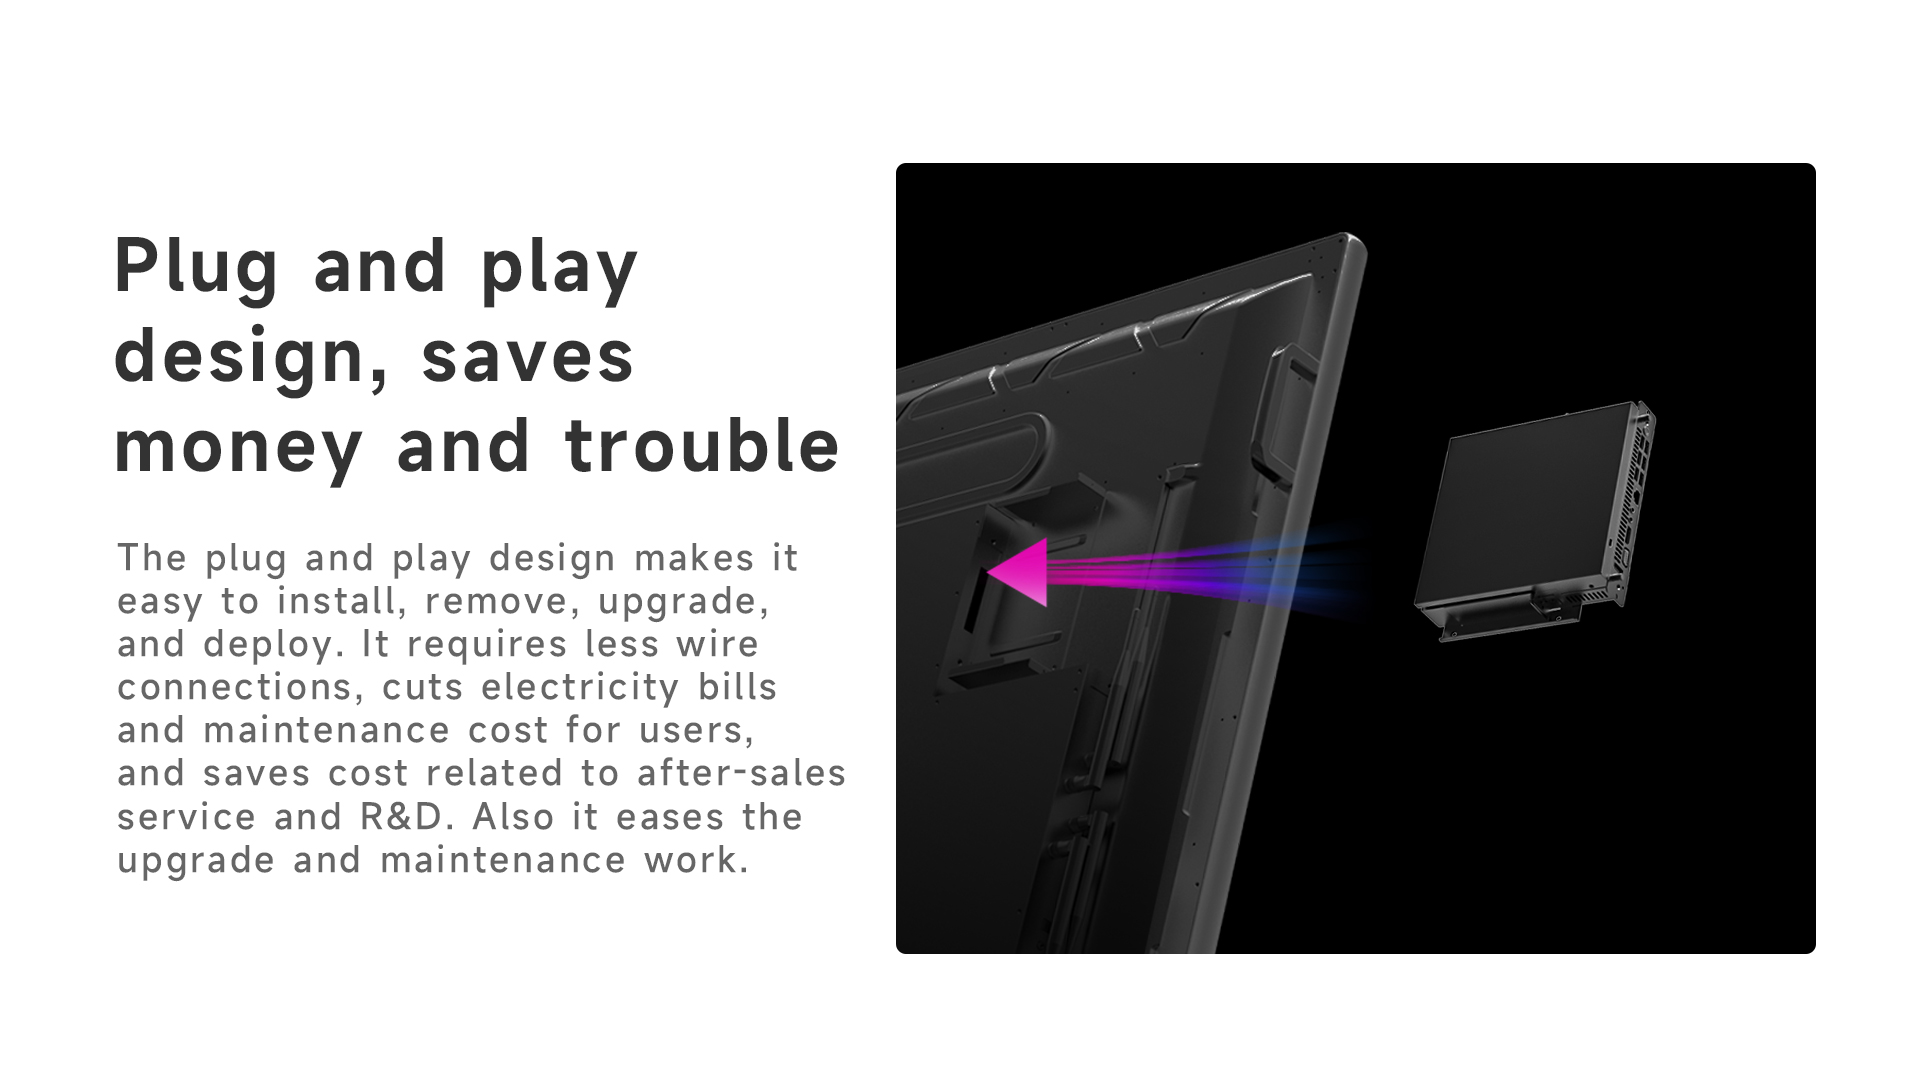 Plug and play
design, saves
money and trouble
The plug and play design makes it
easy to install, remove, upgrade,
and deploy. It requires less wire
connections, cuts electricity bills
and maintenance cost for users,
and saves cost related to after-sales
service and R&D. Also it eases the
upgrade and maintenance work.